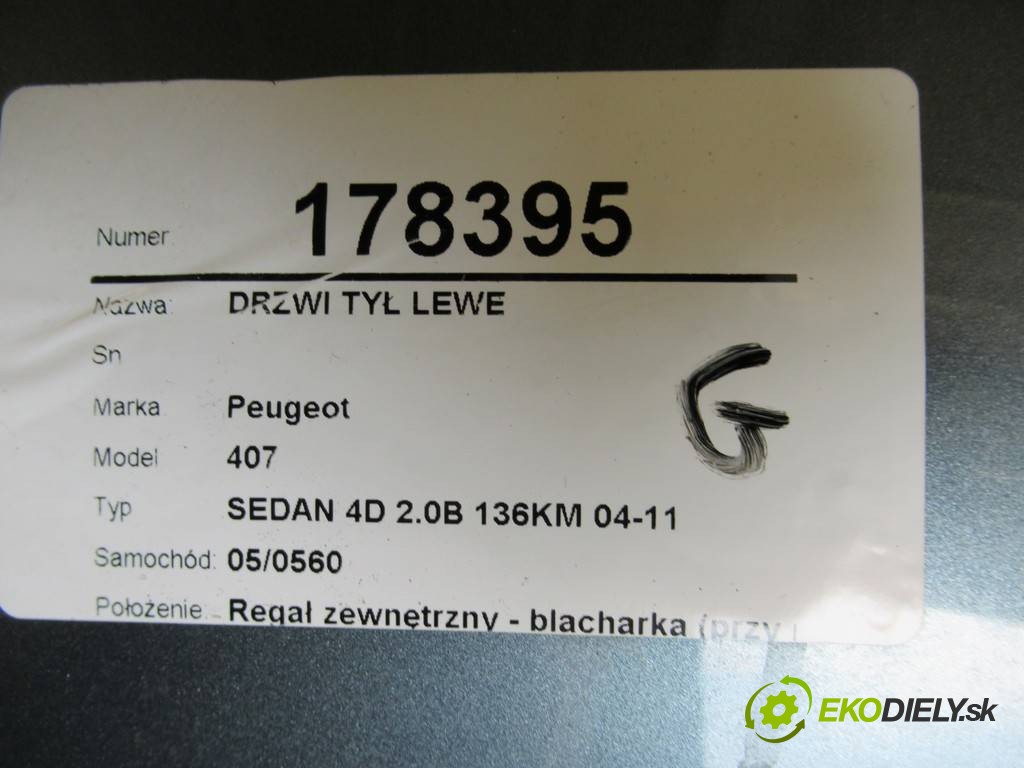 Numer 178395
Nazwa: DRZWI TYŁ LEWE
Sn
Marka Peugeot
Model 407
Typ SEDAN 4D 2.0B 136KM 04-11
Samochód: 05/0560
Położenie: Regał zewnętrzny - blacharka (przy
G
EKODIELY.sk